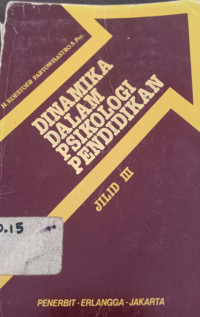 H. KOESTOER PARTOWISASTRO, S. Psy.
DINAMIKA
DALAM
PSIKOLOGI
PENDIDIKAN
JILID III
0.15
PENERBIT - ERLANGGA - JAKARTA